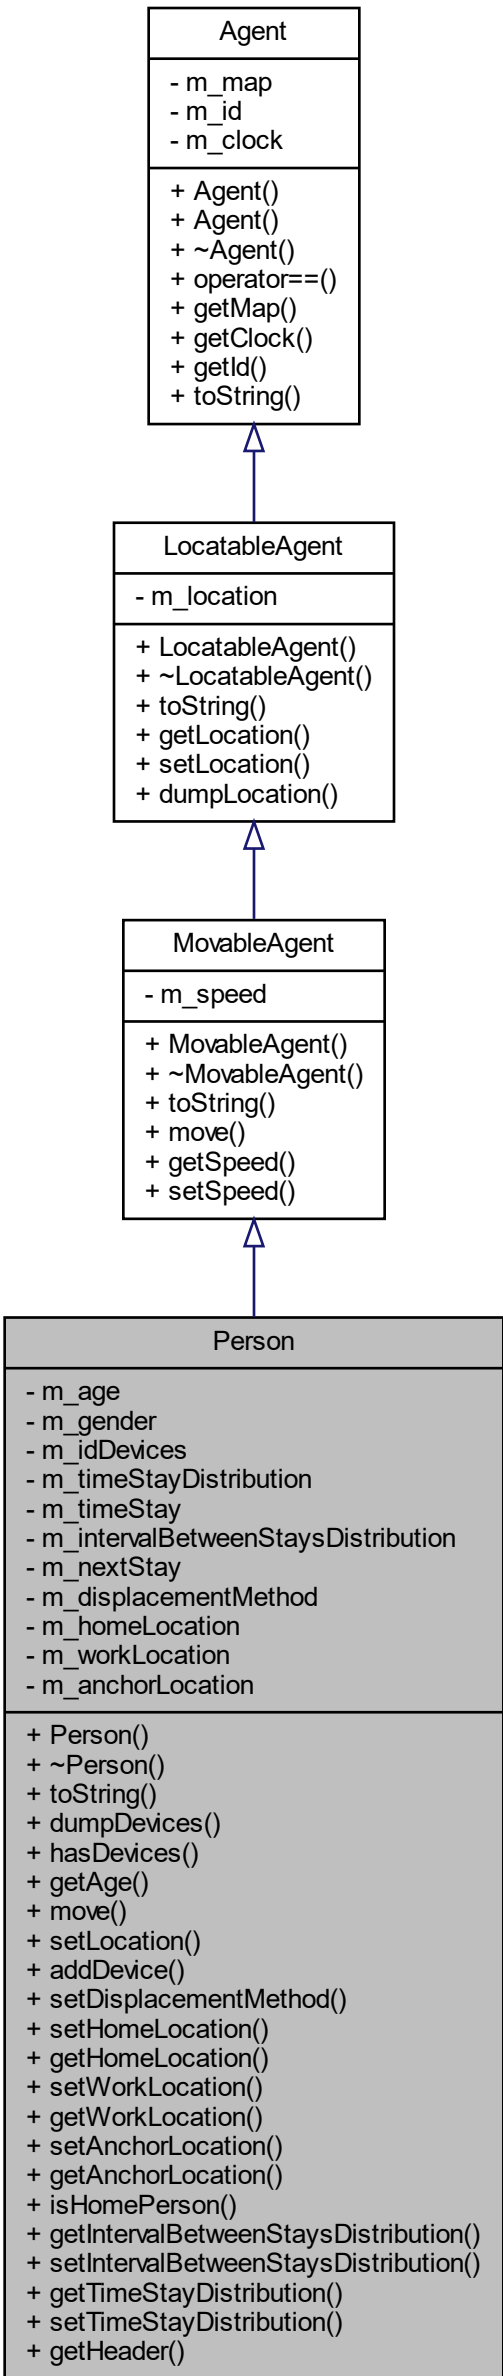 Agent
- m_map
- m_id
- m_clock
+ Agent()
+ Agent()
+ ~Agent()
+ operator==()
+ getMap()
+ getClock()
+ getId()
+ toString()
LocatableAgent
- m_location
+ LocatableAgent()
+ ~LocatableAgent()
+ toString()
+ getLocation()
+ setLocation()
+ dumpLocation()
MovableAgent
- m_speed
+ MovableAgent()
+ ~MovableAgent()
+ toString()
+ move()
+ getSpeed()
+ setSpeed()
Person
- m_age
- m_gender
- m_idDevices
- m_timeStayDistribution
- m_timeStay
- m_intervalBetweenStaysDistribution
- m_nextStay
- m_displacementMethod
- m_homeLocation
- m_workLocation
- m_anchorLocation
+ Person()
+ ~Person()
+ toString()
+ dumpDevices()
+ hasDevices()
+ getAge()
+ move()
+ setLocation()
+ addDevice()
+ setDisplacementMethod()
+ setHomeLocation()
+ getHomeLocation()
+ setWorkLocation()
+ getWorkLocation()
+ setAnchorLocation()
+ getAnchorLocation()
+ isHomePerson()
+ getIntervalBetweenStaysDistribution()
+ setIntervalBetweenStaysDistribution()
+ getTimeStayDistribution()
+ setTimeStayDistribution()
+ getHeader()